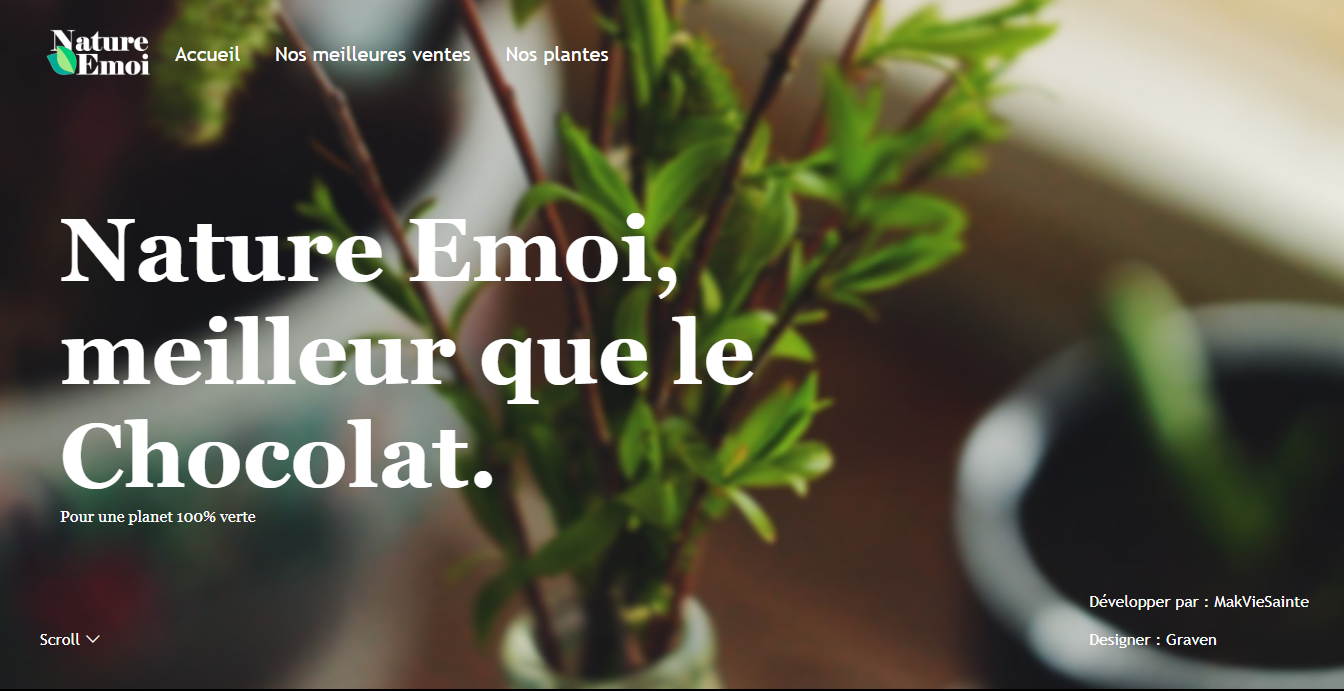 Nature
Emoi
Accueil
Nos meilleures ventes
Nos plantes
Nature Emoi,
meilleur que le
Chocolat.
Pour une planet 100% verte
Développer par : MakVieSainte
Scroll
Designer : Graven